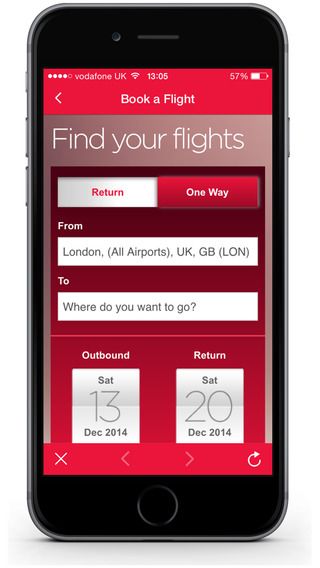 vodafone UK 13:05 57%
Book a Flight
Find your flights
Return One Way
From
London, (All Airports), UK, GB (LON)
To
Where do you want to go?
Outbound Return
Sat Sat
13 20
Dec 2014 Dec 2014